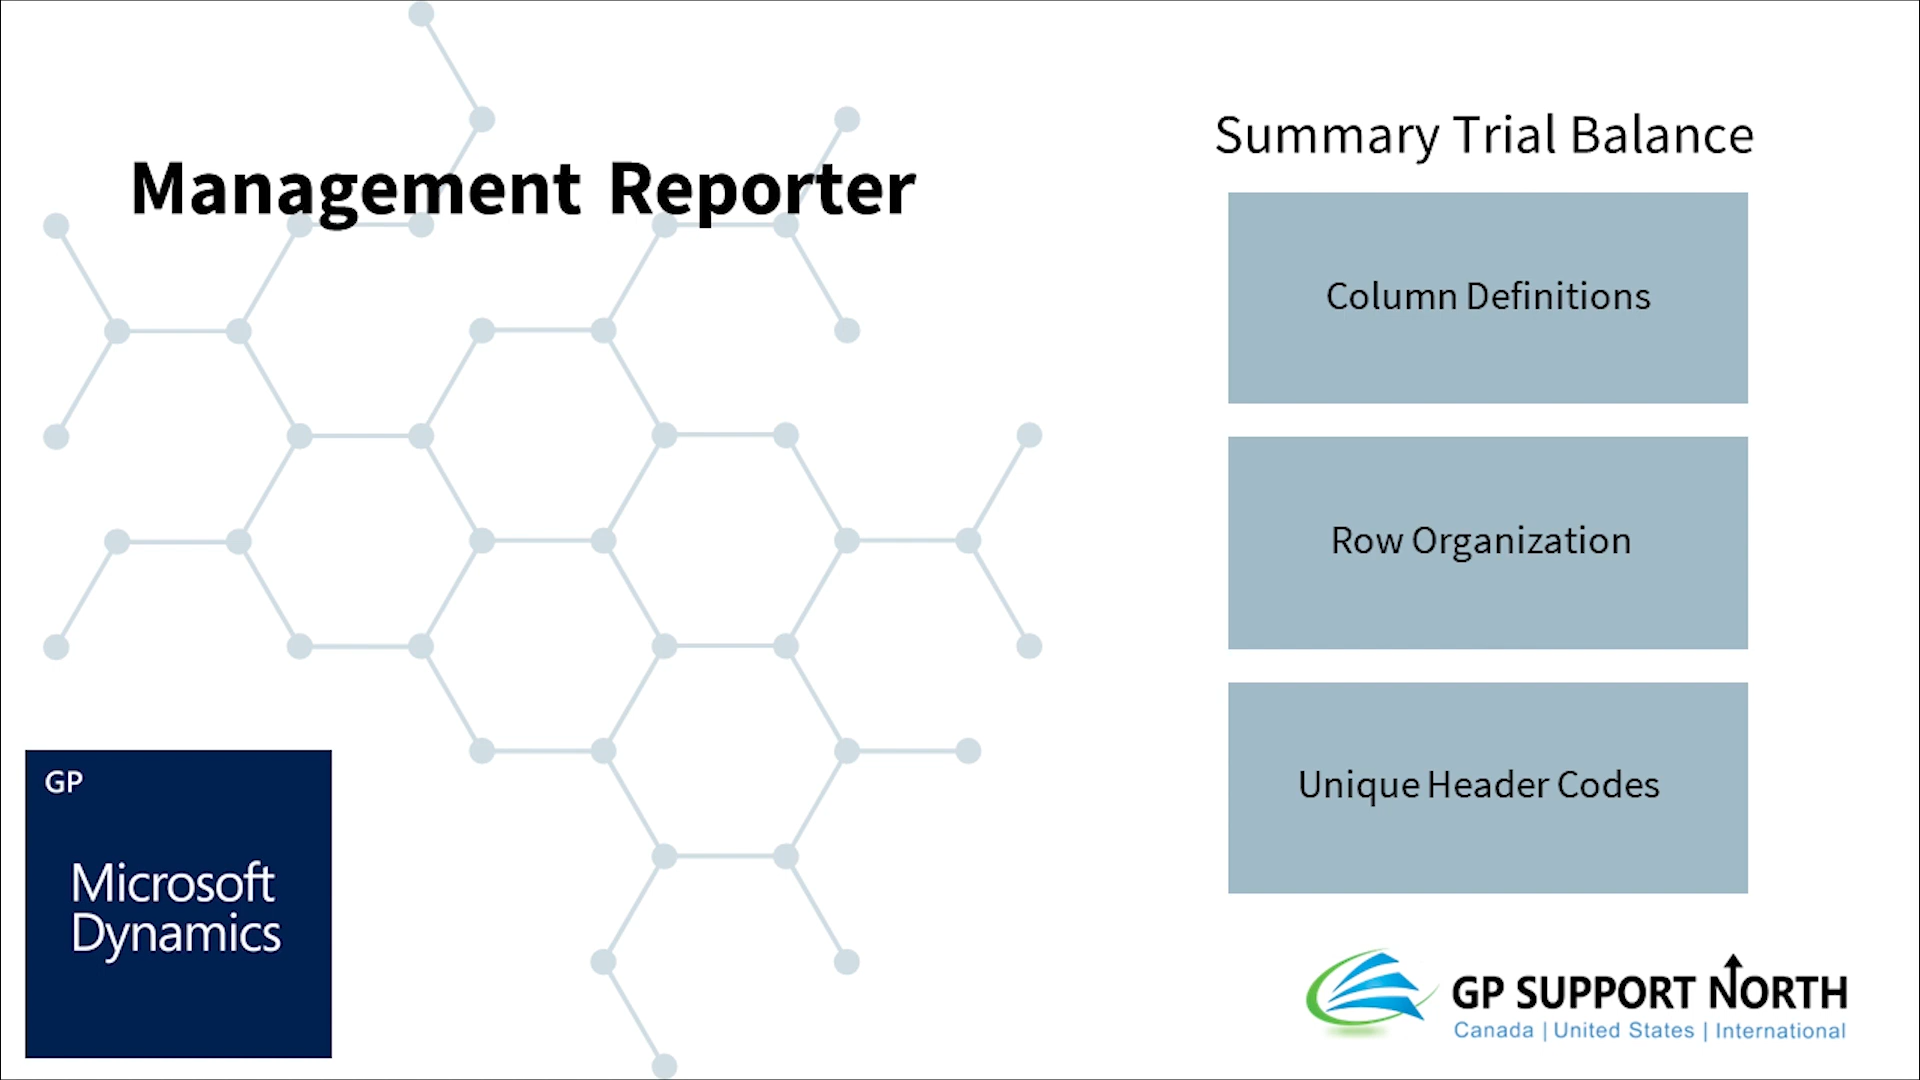 Management Reporter
Summary Trial Balance
Column Definitions
Row Organization
Unique Header Codes
GP
Microsoft
Dynamics
GP SUPPORT NORTH
Canada | United States | International